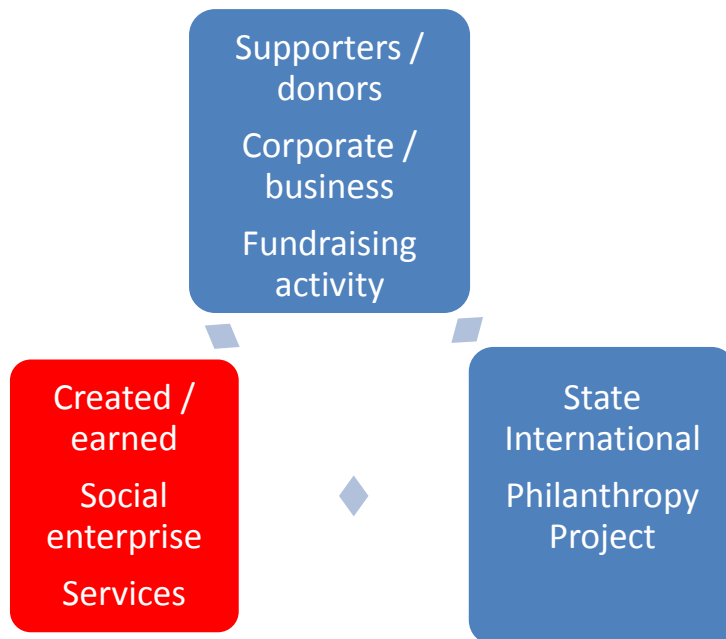 Supporters /
donors
Corporate /
business
Fundraising
activity
Created /
earned
Social
enterprise
Services
State
International
Philanthropy
Project